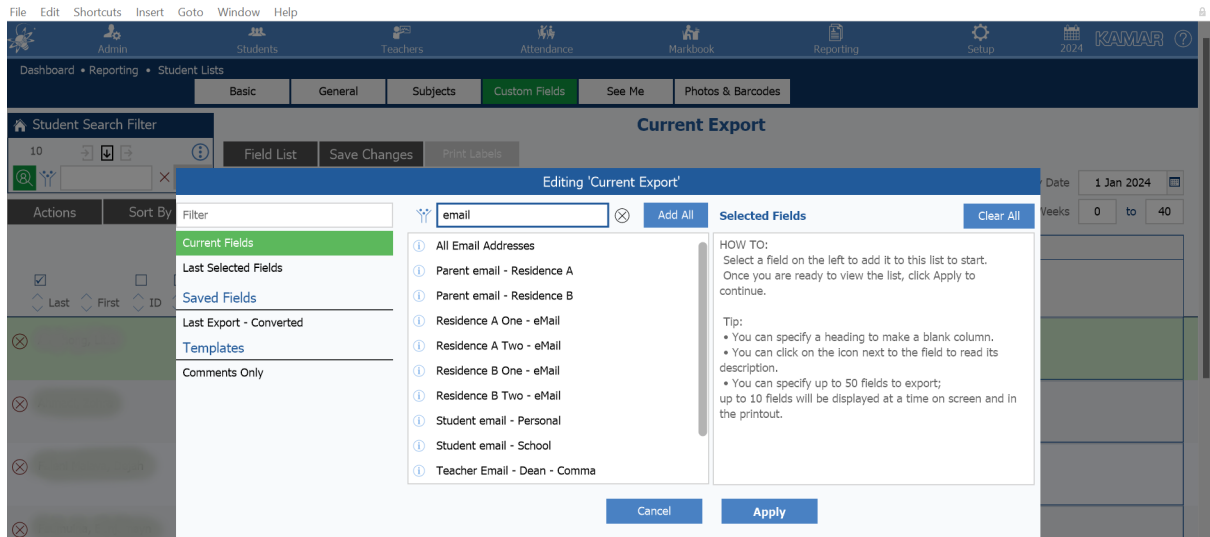 File Edit Shortcuts Insert Goto Window Help
Admin Students Teachers Attendance Markbook Reporting Setup 2024 KAMAR ?
Dashboard • Reporting • Student Lists
Basic General Subjects Custom Fields See Me Photos & Barcodes
Student Search Filter
Current Export
10
Field List Save Changes Print Labels
Editing 'Current Export'
Date 1 Jan 2024
Actions Sort By
Weeks 0 to 40
Filter
email
Add All
Selected Fields
Clear All
Current Fields
Last Selected Fields
Saved Fields
Last Export - Converted
Templates
Comments Only
All Email Addresses
Parent email - Residence A
Parent email - Residence B
Residence A One - eMail
Residence A Two - eMail
Residence B One - eMail
Residence B Two - eMail
Student email - Personal
Student email - School
Teacher Email - Dean - Comma
HOW TO:
Select a field on the left to add it to this list to start.
Once you are ready to view the list, click Apply to
continue.
Tip:
• You can specify a heading to make a blank column.
• You can click on the icon next to the field to read its
description.
• You can specify up to 50 fields to export;
up to 10 fields will be displayed at a time on screen and in
the printout.
Last First ID
Cancel Apply